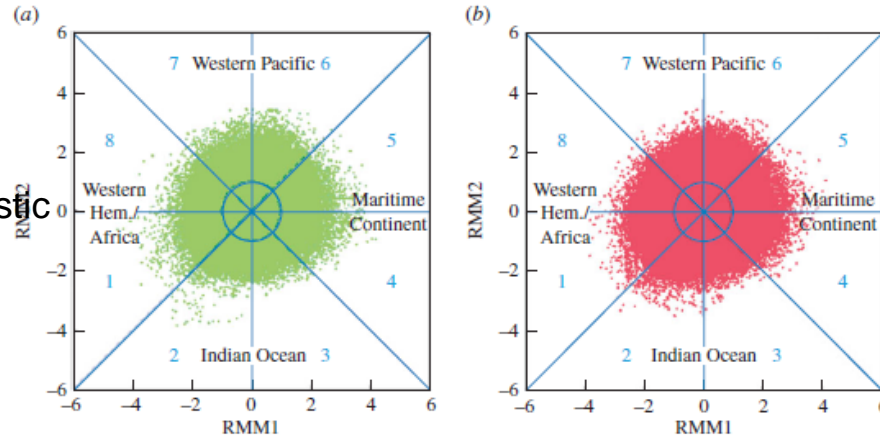 (a)
6
4
2
0
−2
−4
−6
−6
−4
−2
0
2
4
6
RMM1
7 Western Pacific 6
8
5
Western
Hem./
Africa
Maritime
Continent
1
4
2 Indian Ocean 3
stic
(b)
RMM2
6
4
2
0
−2
−4
−6
−6
−4
−2
0
2
4
6
RMM1
7 Western Pacific 6
8
5
Western
Hem./
Africa
Maritime
Continent
1
4
2 Indian Ocean 3